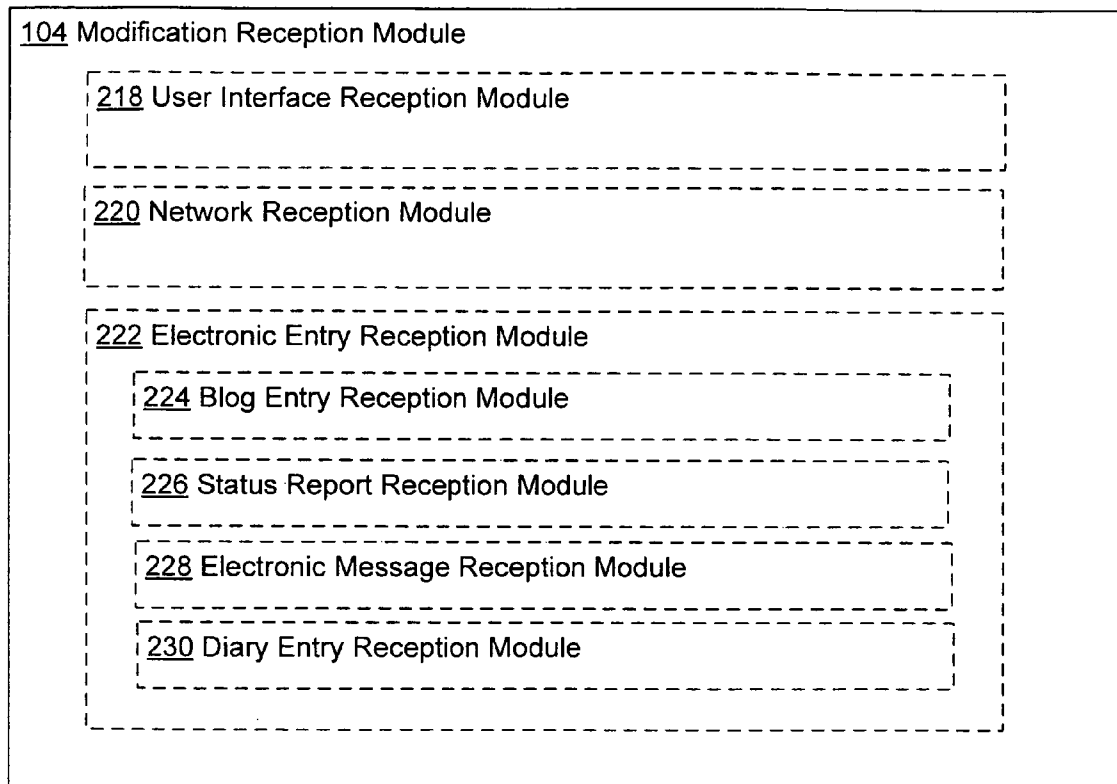 104 Modification Reception Module
218 User Interface Reception Module
220 Network Reception Module
222 Electronic Entry Reception Module
224 Blog Entry Reception Module
226 Status Report Reception Module
228 Electronic Message Reception Module
230 Diary Entry Reception Module